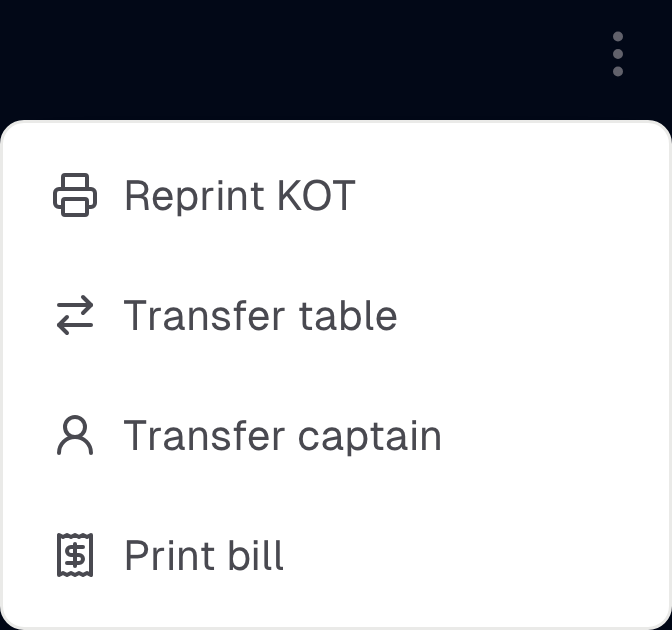 Reprint KOT
Transfer table
Transfer captain
Print bill